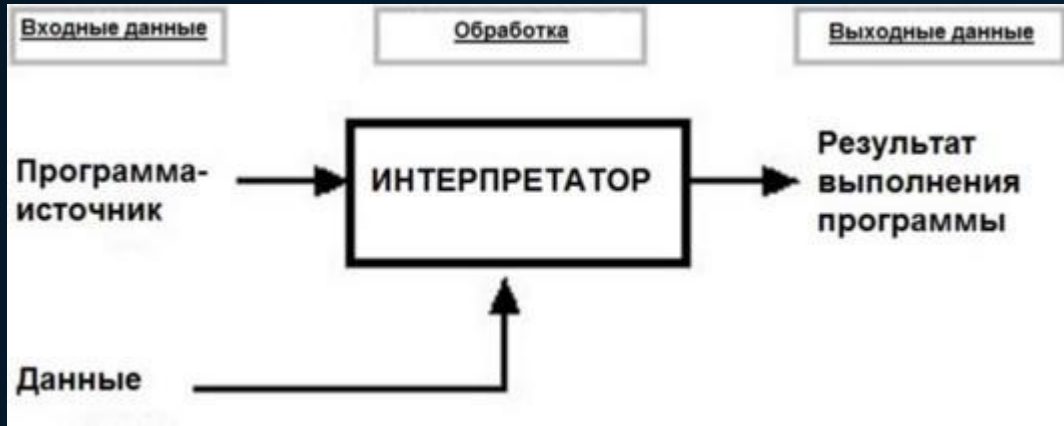 Входные данные
Обработка
Выходные данные
Программа-
источник
ИНТЕРПРЕТАТОР
Результат
выполнения
программы
Данные